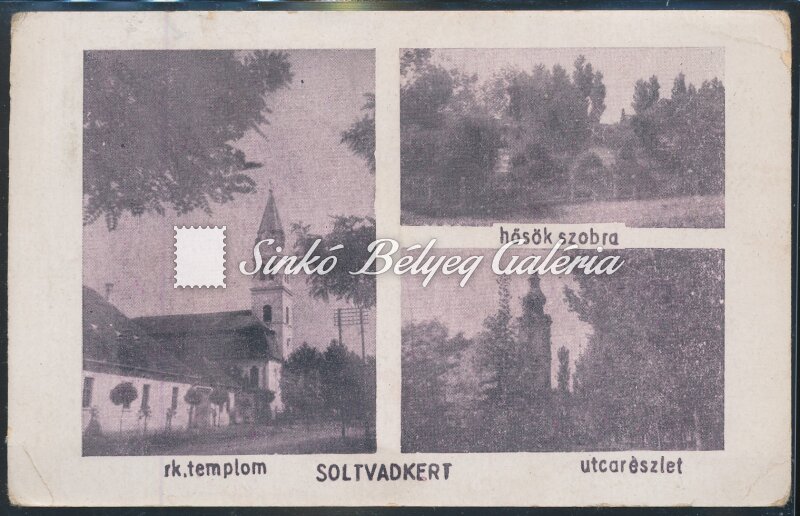 hősök szobra
Sinkó Bélyeg Galéria
rk. templom
SOLTVADKERT
utcarészlet